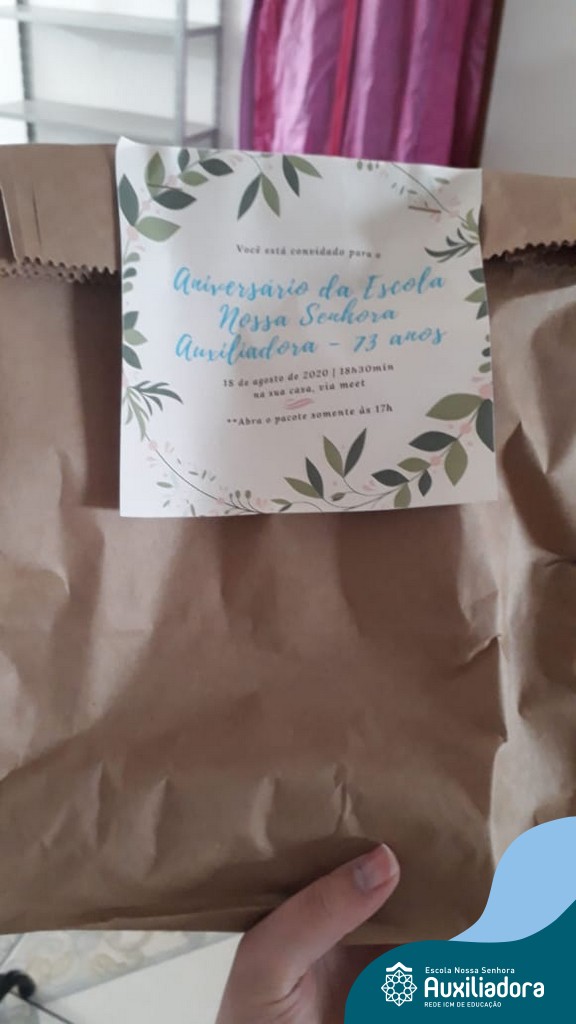 Você está convidado para o
Aniversário da Escola
Nossa Senhora
Auxiliadora - 73 anos
18 de agosto de 2020 | 18h30min
na sua casa, via meet
**Abra o pacote somente às 17h
Escola Nossa Senhora
Auxiliadora
REDE ICM DE EDUCAÇÃO